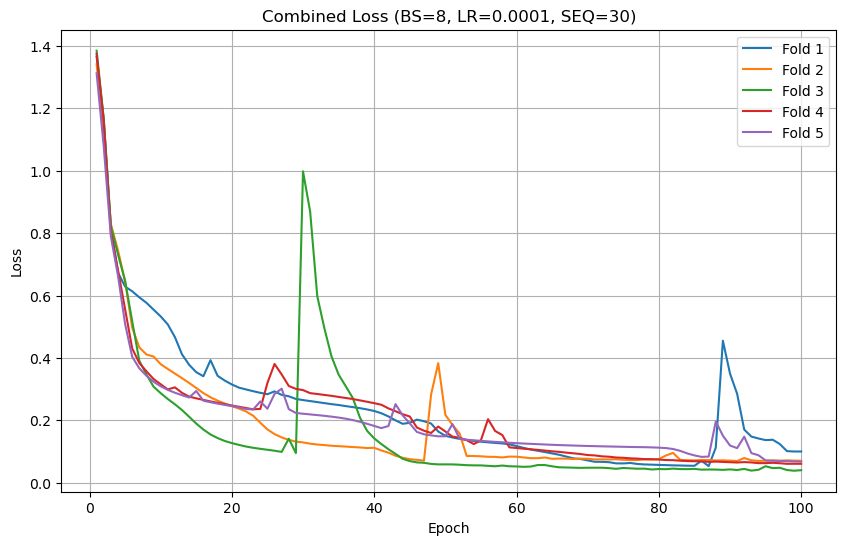 Combined Loss (BS=8, LR=0.0001, SEQ=30)
Fold 1
Fold 2
Fold 3
Fold 4
Fold 5
Loss
1.4
1.2
1.0
0.8
0.6
0.4
0.2
0.0
0 20 40 60 80 100
Epoch